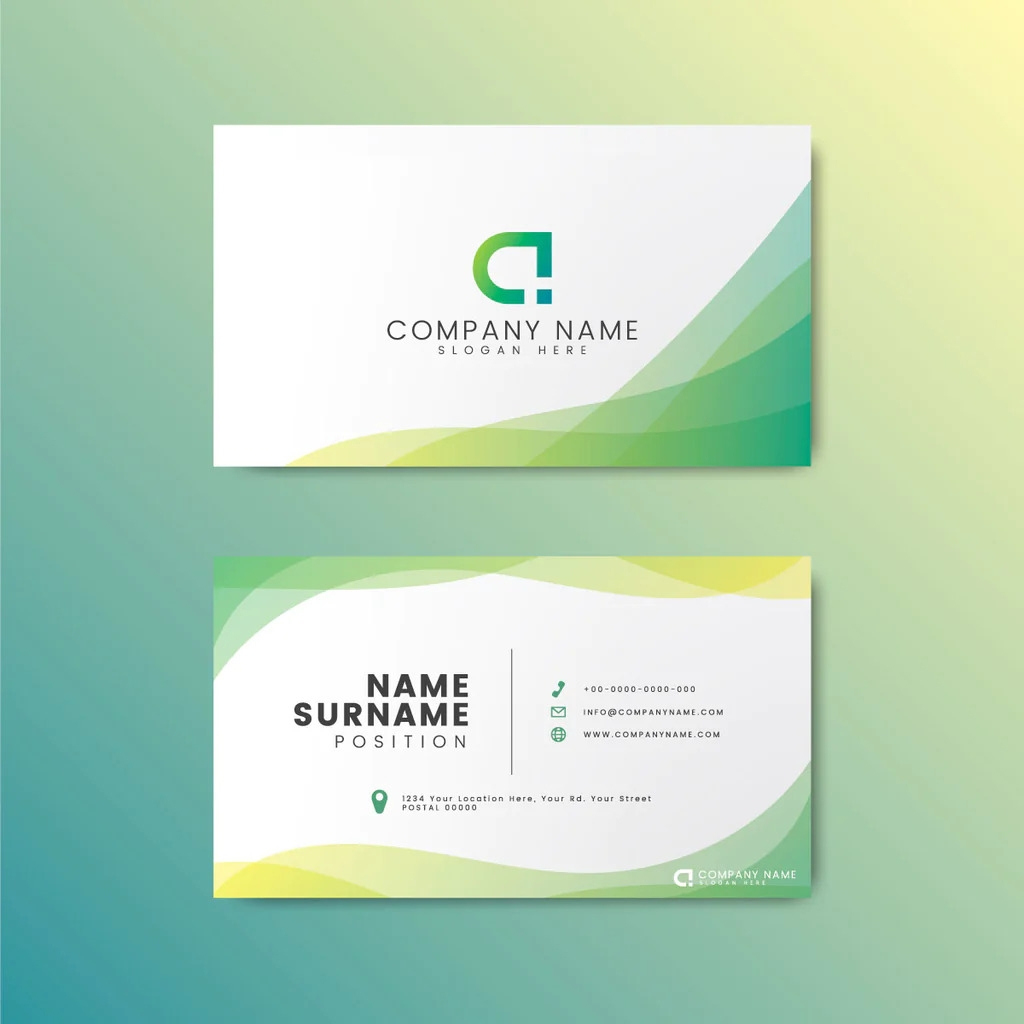 COMPANY NAME
SLOGAN HERE
NAME
SURNAME
POSITION
+00-0000-0000-000
INFO@COMPANYNAME.COM
WWW.COMPANYNAME.COM
1234 Your Location Here, Your Rd. Your Street
POSTAL 00000
COMPANY NAME
SLOGAN HERE